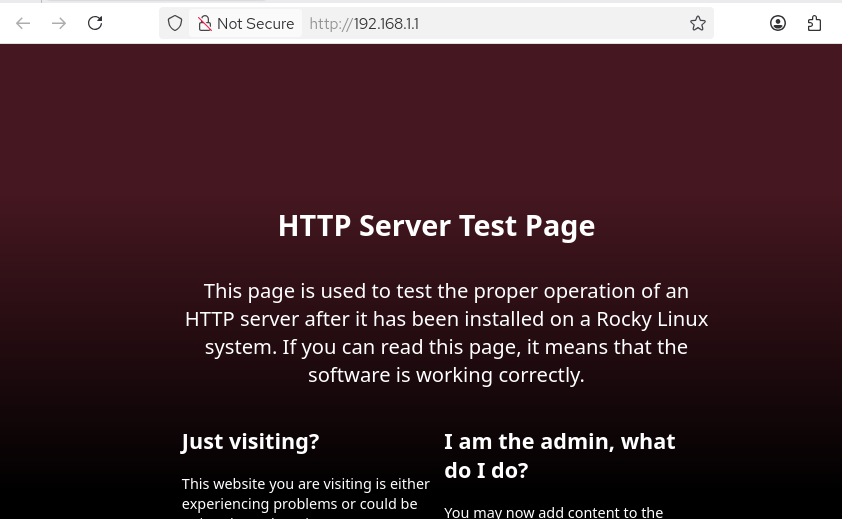 Not Secure http://192.168.1.1
HTTP Server Test Page
This page is used to test the proper operation of an
HTTP server after it has been installed on a Rocky Linux
system. If you can read this page, it means that the
software is working correctly.
Just visiting?
This website you are visiting is either
experiencing problems or could be
I am the admin, what
do I do?
You may now add content to the